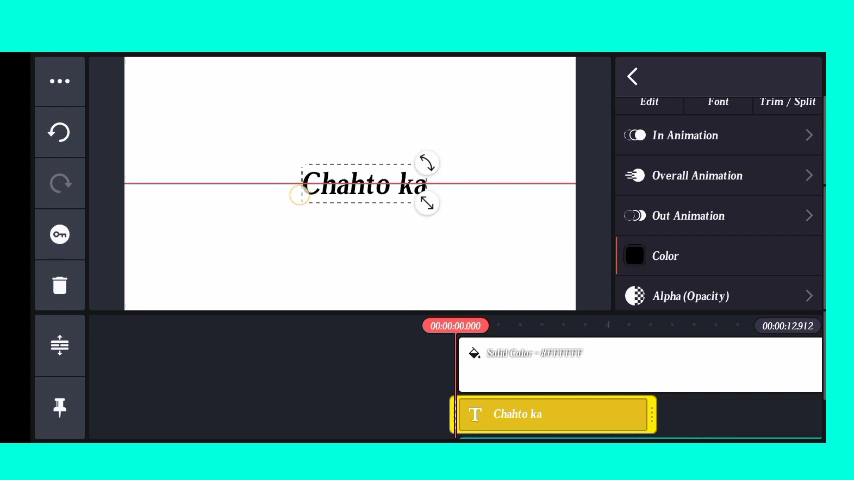 Chahto ka
Edit
Font
Trim / Split
In Animation
Overall Animation
Out Animation
Color
Alpha (Opacity)
00:00:00.000
00:00:12.912
Solid Color - #FFFFFF
T Chahto ka